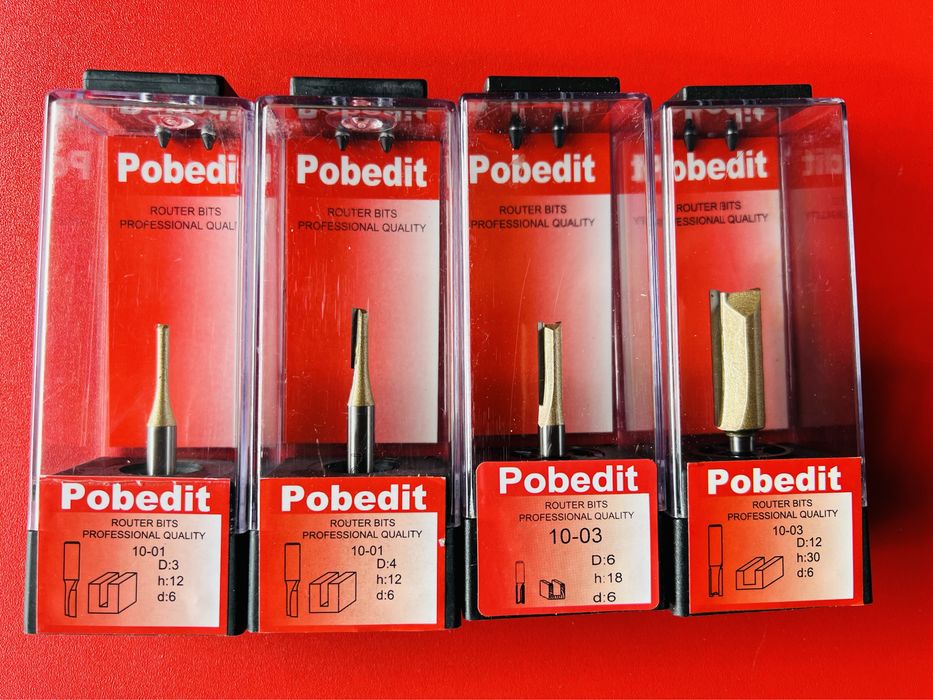 Pobedit
ROUTER BITS
PROFESSIONAL QUALITY
Pobedit
ROUTER BITS
PROFESSIONAL QUALITY
Pobedit
ROUTER BITS
PROFESSIONAL QUALITY
Pobedit
ROUTER BITS
PROFESSIONAL QUALITY
Pobedit
ROUTER BITS
PROFESSIONAL QUALITY
10-01
D:3
h:12
d:6
Pobedit
ROUTER BITS
PROFESSIONAL QUALITY
10-01
D:4
h:12
d:6
Pobedit
ROUTER BITS
PROFESSIONAL QUALITY
10-03
D:6
h:18
d:6
Pobedit
ROUTER BITS
PROFESSIONAL QUALITY
10-03
D:12
h:30
d:6